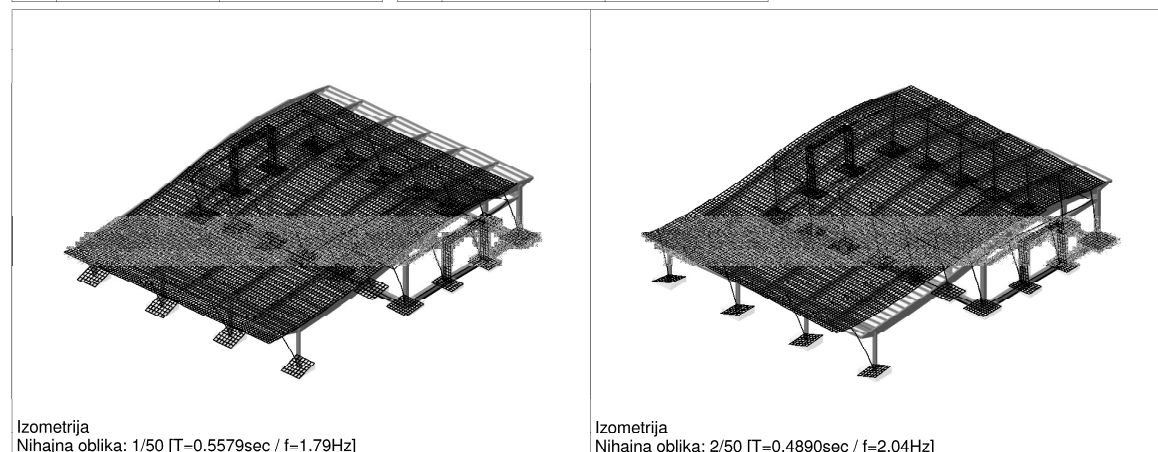 Izometrija
Nihajna oblika: 1/50 [T=0.5579sec / f=1.79Hz]
Izometrija
Nihajna oblika: 2/50 [T=0.4890sec / f=2.04Hz]